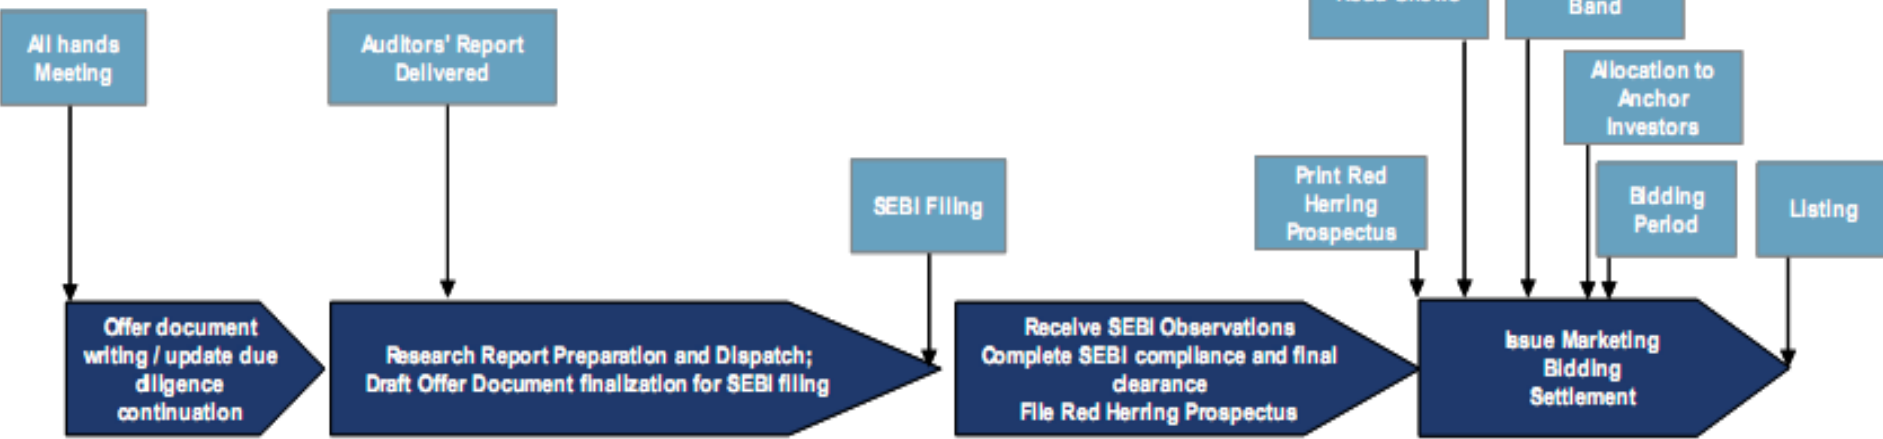 Band
All hands
Meeting
Auditors' Report
Delivered
Allocation to
Anchor
Investors
SEBI Filing
Print Red
Herring
Prospectus
Bidding
Period
Listing
Offer document
writing / update due
diligence
continuation
Research Report Preparation and Dispatch;
Draft Offer Document finalization for SEBI filing
Receive SEBI Observations
Complete SEBI compliance and final
clearance
File Red Herring Prospectus
Issue Marketing
Bidding
Settlement